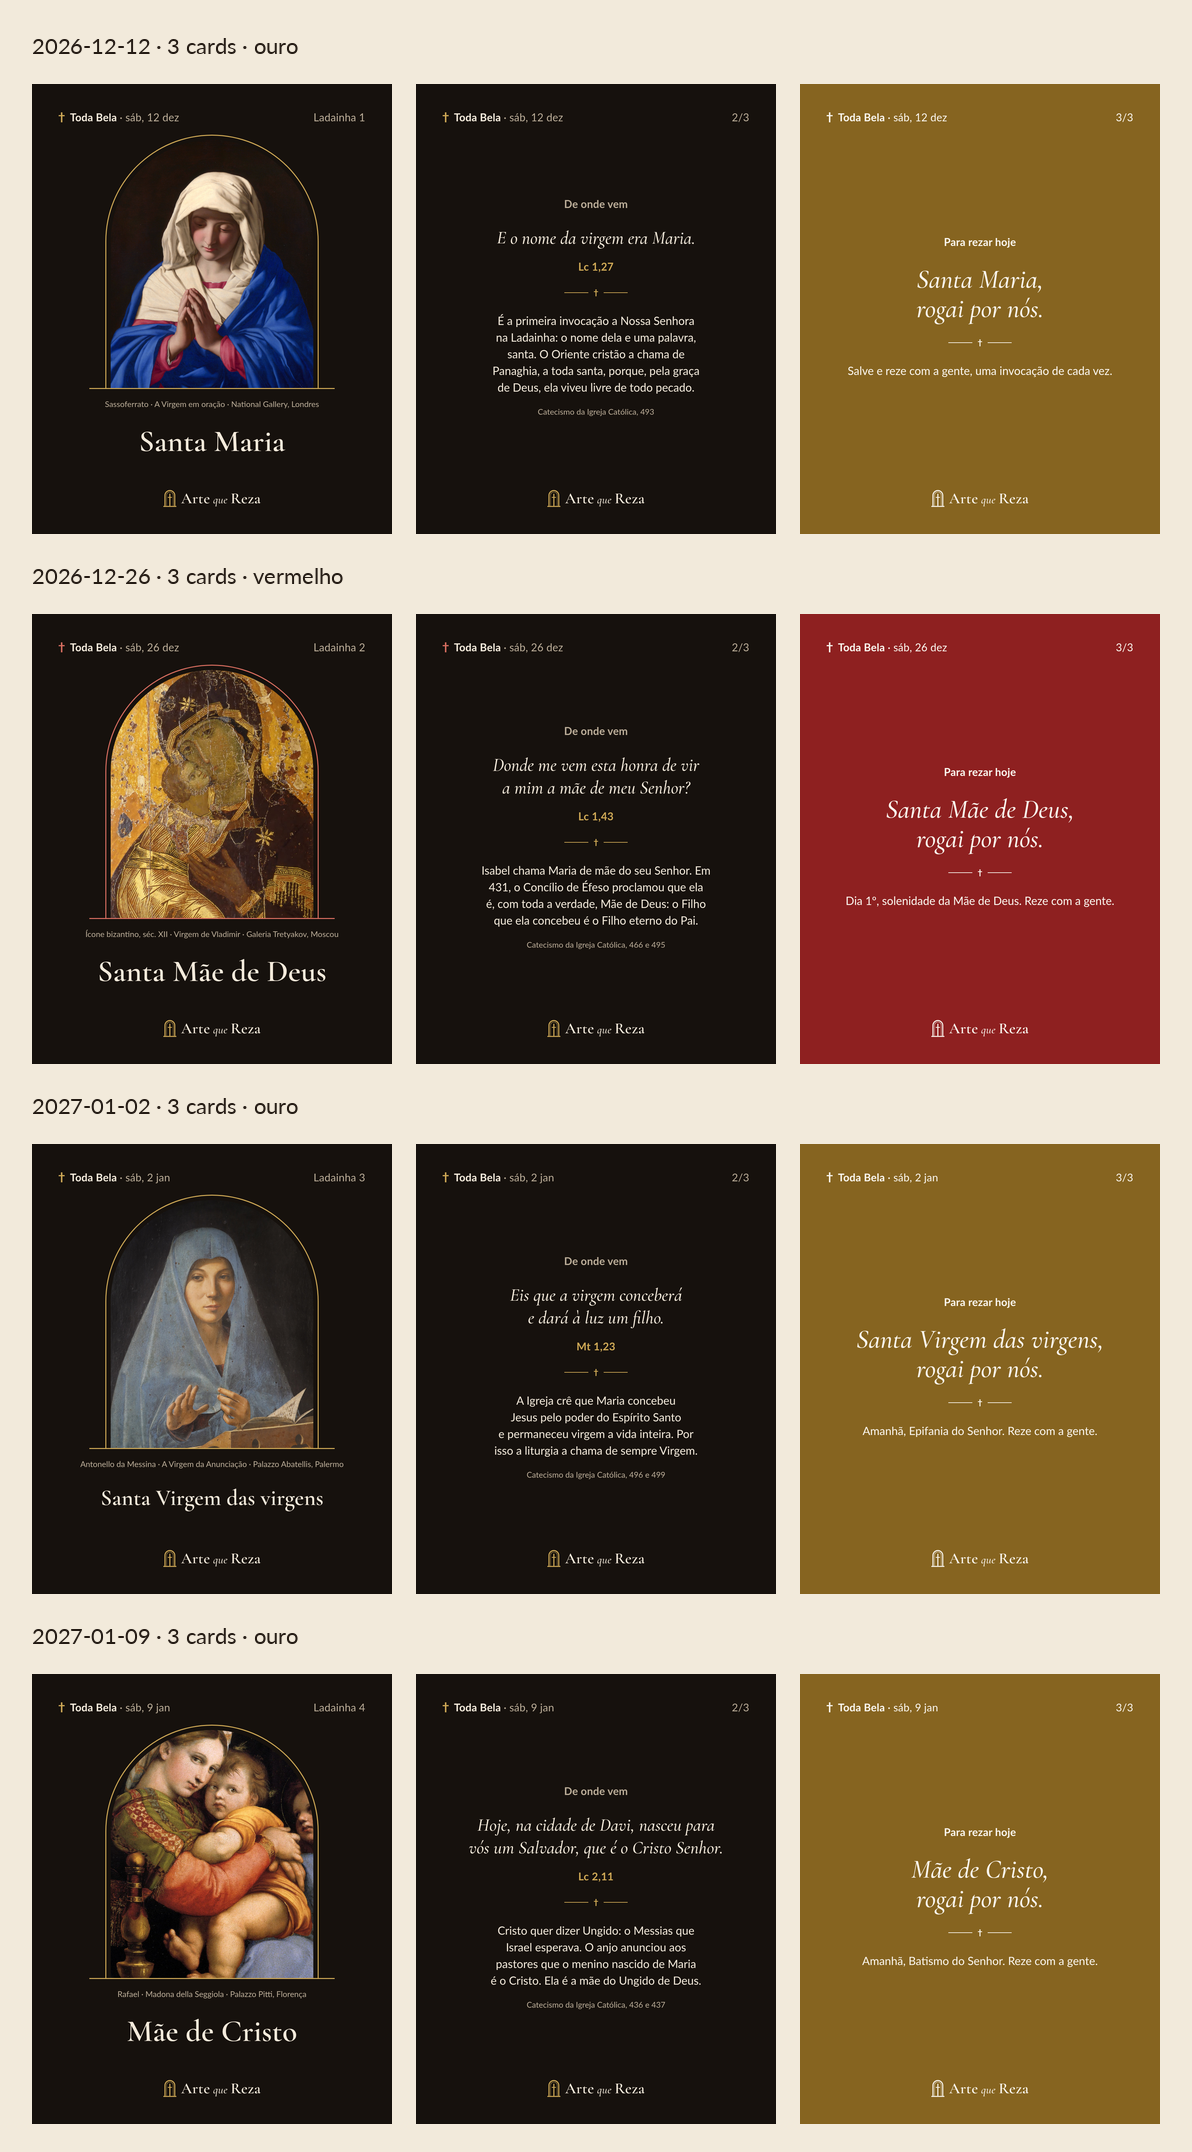 2026-12-12 · 3 cards · ouro
† Toda Bela · sáb, 12 dez
Ladainha 1
Sassoferrato · A Virgem em oração · National Gallery, Londres
Santa Maria
Arte que Reza
† Toda Bela · sáb, 12 dez
2/3
De onde vem
E o nome da virgem era Maria.
Lc 1,27
É a primeira invocação a Nossa Senhora
na Ladainha: o nome dela e uma palavra,
santa. O Oriente cristão a chama de
Panaghia, a toda santa, porque, pela graça
de Deus, ela viveu livre de todo pecado.
Catecismo da Igreja Católica, 493
Arte que Reza
† Toda Bela · sáb, 12 dez
3/3
Para rezar hoje
Santa Maria,
rogai por nós.
Salve e reze com a gente, uma invocação de cada vez.
Arte que Reza
2026-12-26 · 3 cards · vermelho
† Toda Bela · sáb, 26 dez
Ladainha 2
Ícone bizantino, séc. XII · Virgem de Vladimir · Galeria Tretyakov, Moscou
Santa Mãe de Deus
Arte que Reza
† Toda Bela · sáb, 26 dez
2/3
De onde vem
Donde me vem esta honra de vir
a mim a mãe de meu Senhor?
Lc 1,43
Isabel chama Maria de mãe do seu Senhor. Em
431, o Concílio de Éfeso proclamou que ela
é, com toda a verdade, Mãe de Deus: o Filho
que ela concebeu é o Filho eterno do Pai.
Catecismo da Igreja Católica, 466 e 495
Arte que Reza
† Toda Bela · sáb, 26 dez
3/3
Para rezar hoje
Santa Mãe de Deus,
rogai por nós.
Dia 1º, solenidade da Mãe de Deus. Reze com a gente.
Arte que Reza
2027-01-02 · 3 cards · ouro
† Toda Bela · sáb, 2 jan
Ladainha 3
Antonello da Messina · A Virgem da Anunciação · Palazzo Abatellis, Palermo
Santa Virgem das virgens
Arte que Reza
† Toda Bela · sáb, 2 jan
2/3
De onde vem
Eis que a virgem conceberá
e dará à luz um filho.
Mt 1,23
A Igreja crê que Maria concebeu
Jesus pelo poder do Espírito Santo
e permaneceu virgem a vida inteira. Por
isso a liturgia a chama de sempre Virgem.
Catecismo da Igreja Católica, 496 e 499
Arte que Reza
† Toda Bela · sáb, 2 jan
3/3
Para rezar hoje
Santa Virgem das virgens,
rogai por nós.
Amanhã, Epifania do Senhor. Reze com a gente.
Arte que Reza
2027-01-09 · 3 cards · ouro
† Toda Bela · sáb, 9 jan
Ladainha 4
Rafael · Madona della Seggiola · Palazzo Pitti, Florença
Mãe de Cristo
Arte que Reza
† Toda Bela · sáb, 9 jan
2/3
De onde vem
Hoje, na cidade de Davi, nasceu para
vós um Salvador, que é o Cristo Senhor.
Lc 2,11
Cristo quer dizer Ungido: o Messias que
Israel esperava. O anjo anunciou aos
pastores que o menino nascido de Maria
é o Cristo. Ela é a mãe do Ungido de Deus.
Catecismo da Igreja Católica, 436 e 437
Arte que Reza
† Toda Bela · sáb, 9 jan
3/3
Para rezar hoje
Mãe de Cristo,
rogai por nós.
Amanhã, Batismo do Senhor. Reze com a gente.
Arte que Reza